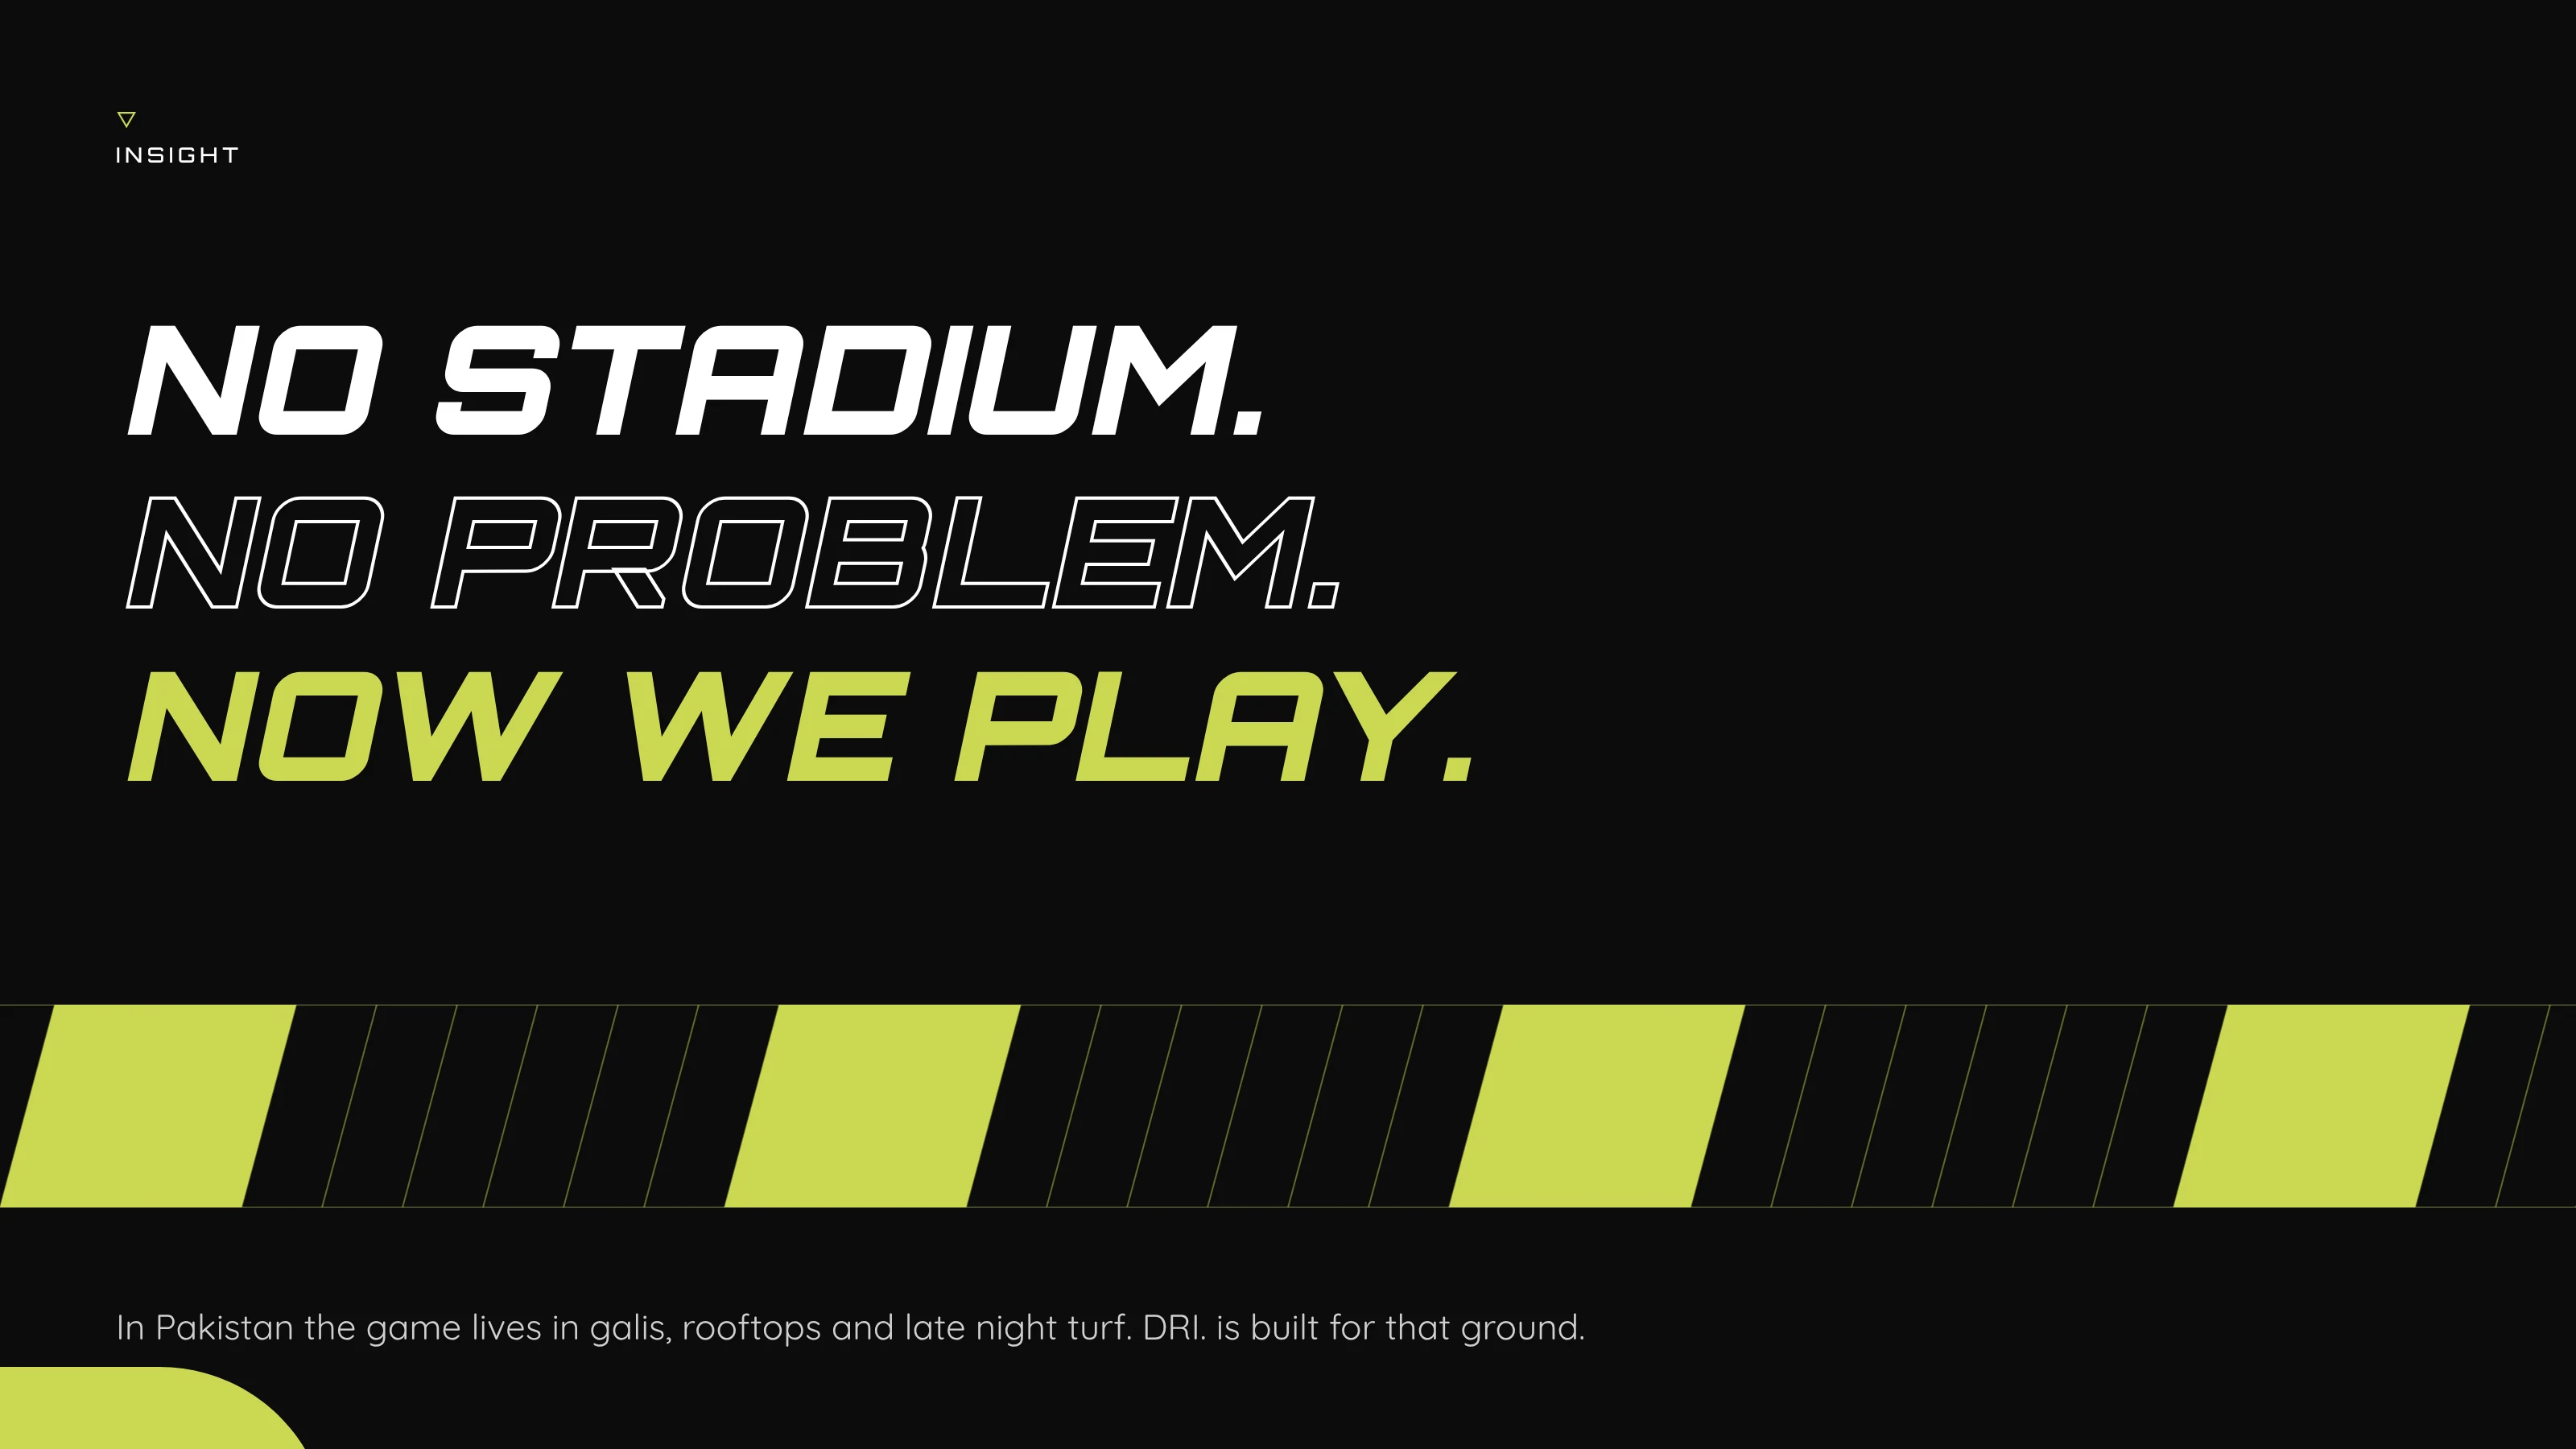 INSIGHT
NO STADIUM.
NO PROBLEM.
NOW WE PLAY.
In Pakistan the game lives in galis, rooftops and late night turf. DRI. is built for that ground.